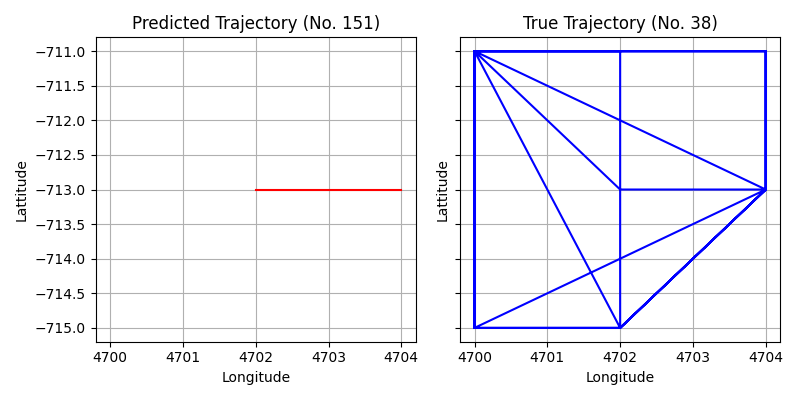 Predicted Trajectory (No. 151)
−711.0
−711.5
−712.0
−712.5
−713.0
−713.5
−714.0
−714.5
−715.0
Lattitude
4700 4701 4702 4703 4704
Longitude
True Trajectory (No. 38)
Lattitude
4700 4701 4702 4703 4704
Longitude